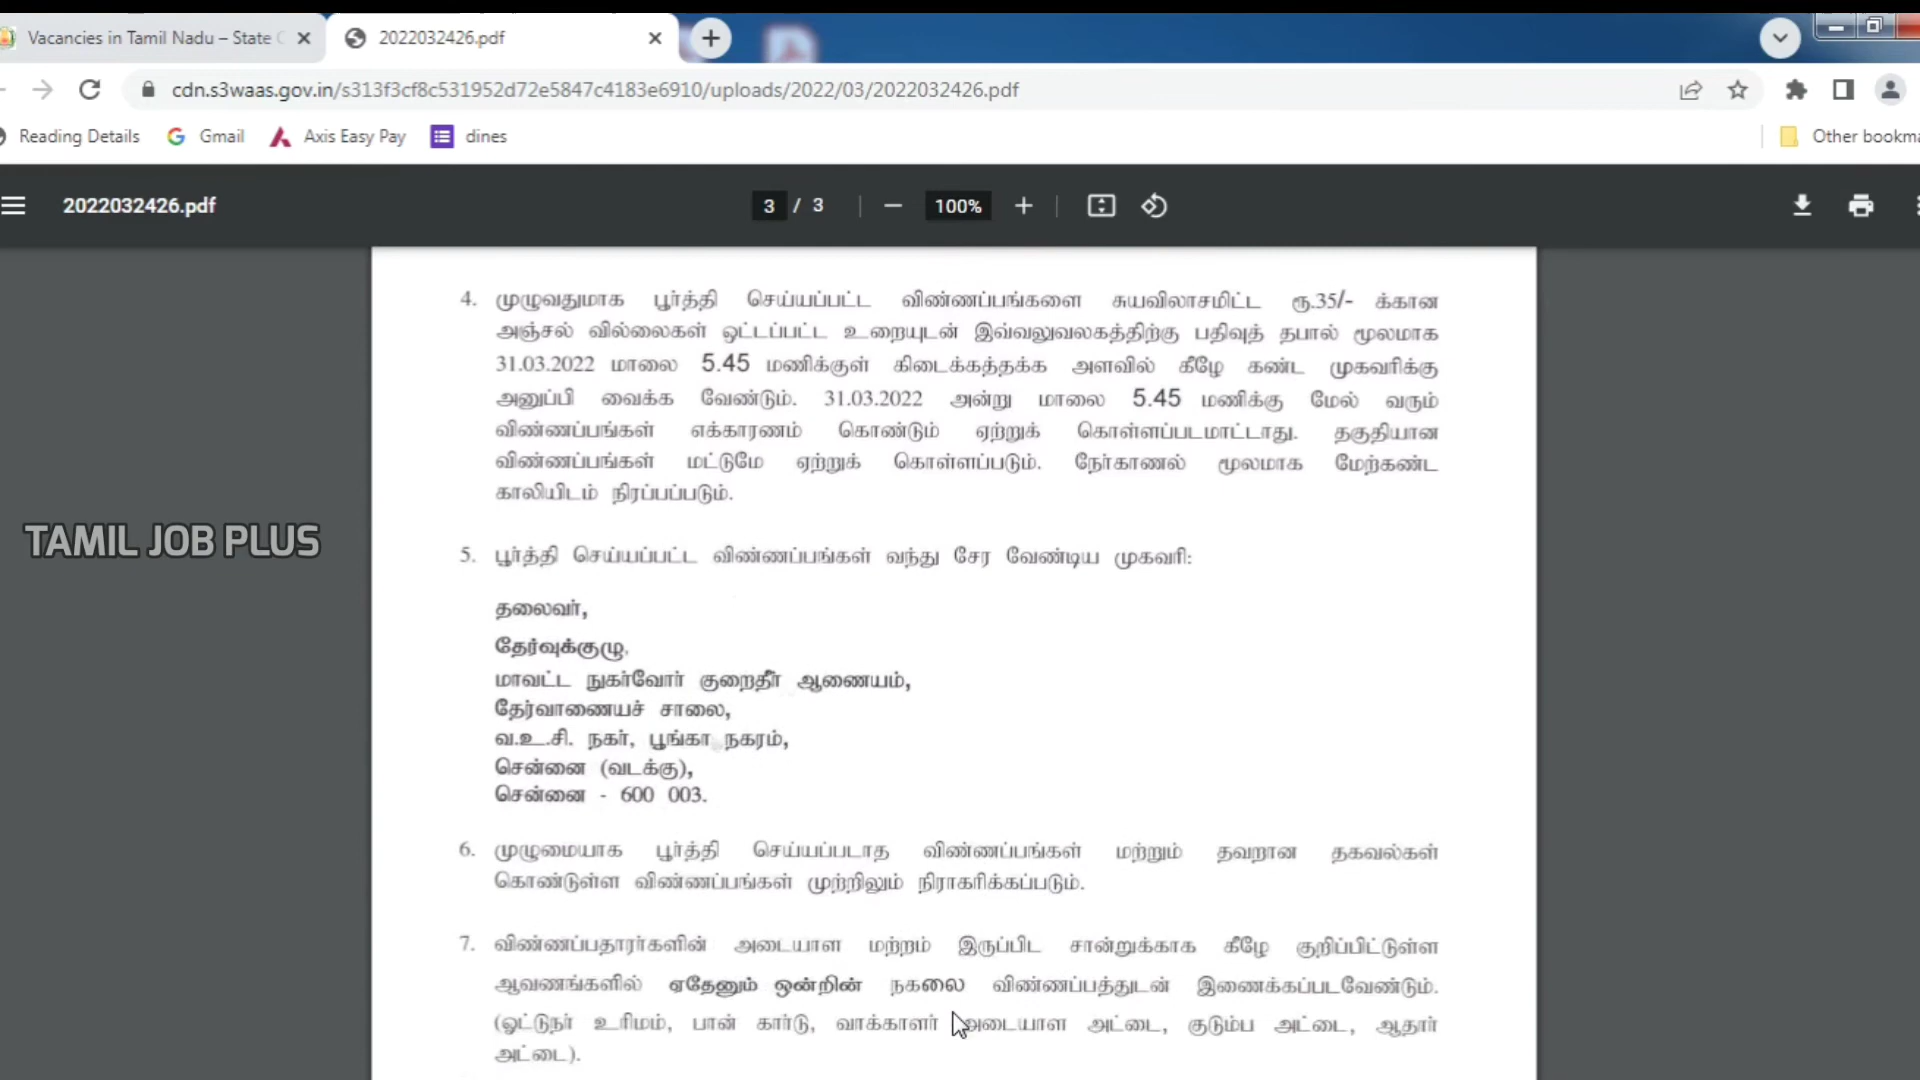 Vacancies in Tamil Nadu – State C
2022032426.pdf
cdn.s3waas.gov.in/s313f3cf8c531952d72e5847c4183e6910/uploads/2022/03/2022032426.pdf
Reading Details Gmail Axis Easy Pay dines Other bookma
2022032426.pdf 3 / 3 100%
4. முழுவதுமாக பூர்த்தி செய்யப்பட்ட விண்ணப்பங்களை சுயவிலாசமிட்ட ரூ.35/- க்கான
அஞ்சல் வில்லைகள் ஒட்டப்பட்ட உறையுடன் இவ்வலுவலகத்திற்கு பதிவுத் தபால் மூலமாக
31.03.2022 மாலை 5.45 மணிக்குள் கிடைக்கத்தக்க அளவில் கீழே கண்ட முகவரிக்கு
அனுப்பி வைக்க வேண்டும். 31.03.2022 அன்று மாலை 5.45 மணிக்கு மேல் வரும்
விண்ணப்பங்கள் எக்காரணம் கொண்டும் ஏற்றுக் கொள்ளப்படமாட்டாது. தகுதியான
விண்ணப்பங்கள் மட்டுமே ஏற்றுக் கொள்ளப்படும். நேர்காணல் மூலமாக மேற்கண்ட
காலியிடம் நிரப்பப்படும்.
TAMIL JOB PLUS
5. பூர்த்தி செய்யப்பட்ட விண்ணப்பங்கள் வந்து சேர வேண்டிய முகவரி:
தலைவர்,
தேர்வுக்குழு,
மாவட்ட நுகர்வோர் குறைதீர் ஆணையம்,
தேர்வாணையச் சாலை,
வ.உ.சி. நகர், பூங்கா நகரம்,
சென்னை (வடக்கு),
சென்னை - 600 003.
6. முழுமையாக பூர்த்தி செய்யப்படாத விண்ணப்பங்கள் மற்றும் தவறான தகவல்கள்
கொண்டுள்ள விண்ணப்பங்கள் முற்றிலும் நிராகரிக்கப்படும்.
7. விண்ணப்பதாரர்களின் அடையாள மற்றம் இருப்பிட சான்றுக்காக கீழே குறிப்பிட்டுள்ள
ஆவணங்களில் ஏதேனும் ஒன்றின் நகலை விண்ணப்பத்துடன் இணைக்கப்படவேண்டும்.
(ஓட்டுநர் உரிமம், பான் கார்டு, வாக்காளர் அடையாள அட்டை, குடும்ப அட்டை, ஆதார்
அட்டை).